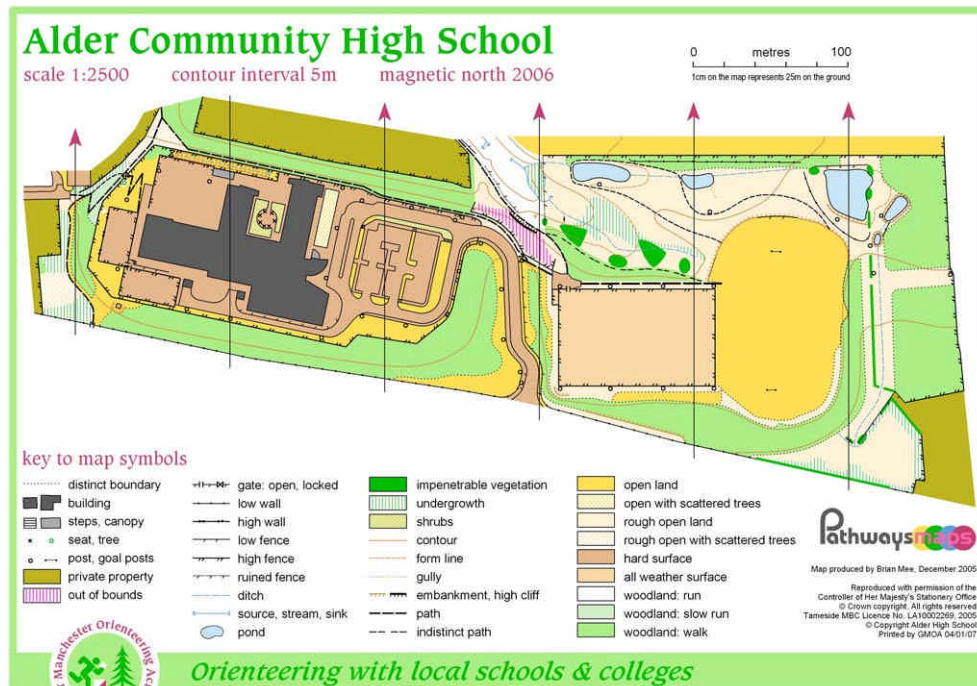 Alder Community High School
scale 1:2500 contour interval 5m magnetic north 2006
0 metres 100
1cm on the map represents 25m on the ground
key to map symbols
distinct boundary
building
steps, canopy
seat, tree
post, goal posts
private property
out of bounds
gate: open, locked
low wall
high wall
low fence
high fence
ruined fence
ditch
source, stream, sink
pond
impenetrable vegetation
undergrowth
shrubs
contour
form line
gully
embankment, high cliff
path
indistinct path
open land
open with scattered trees
rough open land
rough open with scattered trees
hard surface
all weather surface
woodland: run
woodland: slow run
woodland: walk
Pathwaysmaps
Map produced by Brian Mee, December 2005
Reproduced with permission of the
Controller of Her Majesty's Stationery Office
© Crown copyright. All rights reserved
Tameside MBC Licence No. LA10002269, 2005
© Copyright Alder High School
Printed by GMOA 04/01/07
Manchester Orienteering
Orienteering with local schools & colleges